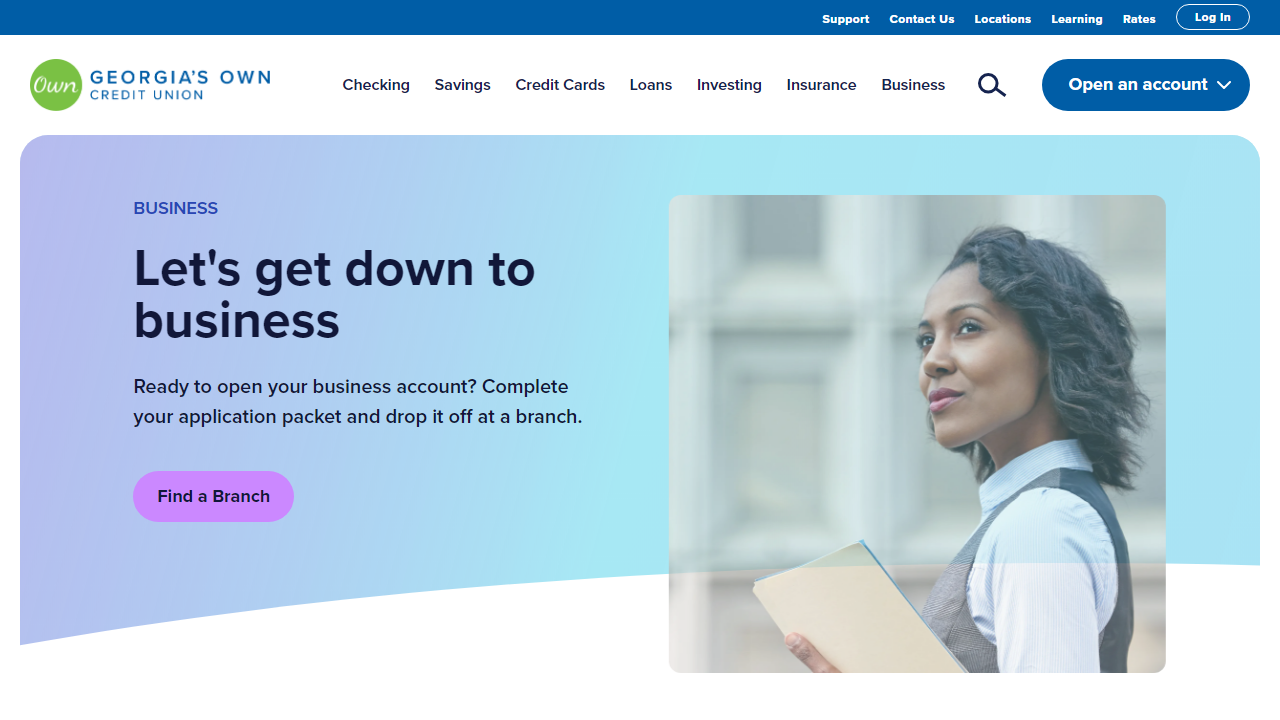 Support Contact Us Locations Learning Rates Log In
Own GEORGIA'S OWN
CREDIT UNION
Checking Savings Credit Cards Loans Investing Insurance Business Open an account
BUSINESS
Let's get down to
business
Ready to open your business account? Complete
your application packet and drop it off at a branch.
Find a Branch